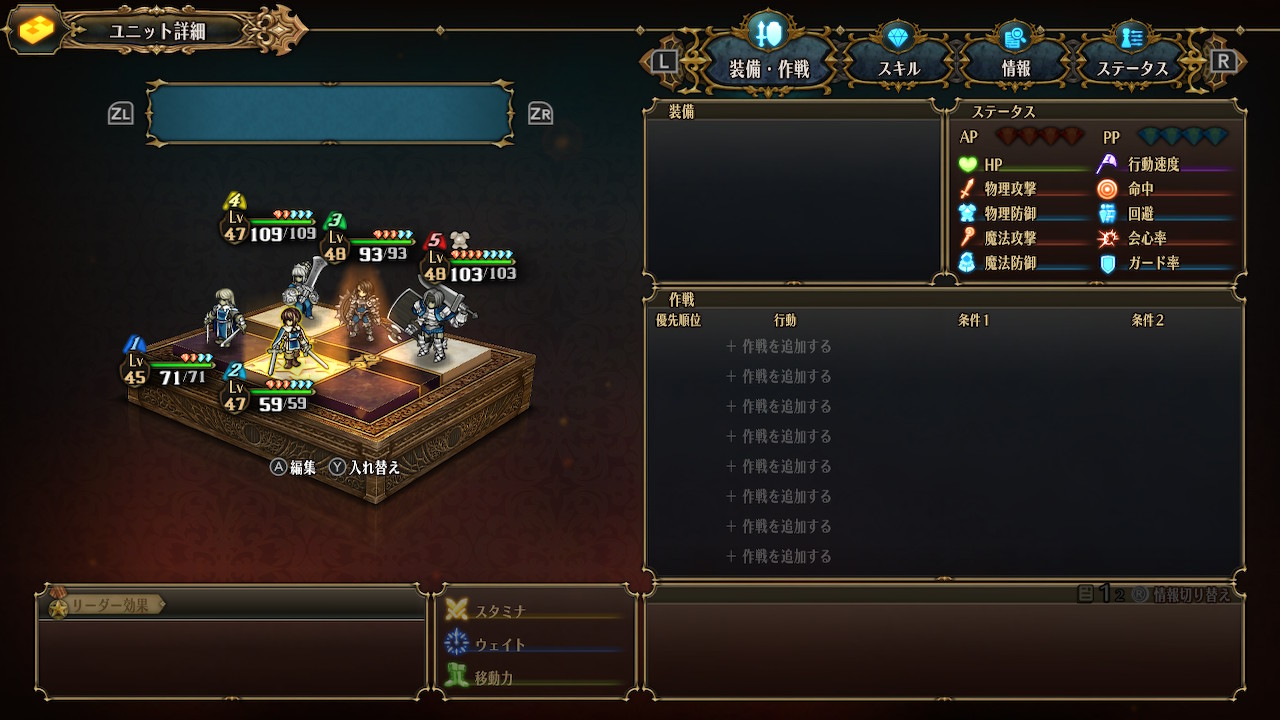 ユニット詳細
L
装備・作戦
スキル
情報
ステータス
R
ZL
ZR
4
Lv
47
109/109
3
Lv
48
93/93
5
Lv
48
103/103
1
Lv
45
71/71
2
Lv
47
59/59
A 編集
Y 入れ替え
装備
ステータス
AP
PP
HP
行動速度
物理攻撃
命中
物理防御
回避
魔法攻撃
会心率
魔法防御
ガード率
作戦
優先順位
行動
条件1
条件2
+ 作戦を追加する
+ 作戦を追加する
+ 作戦を追加する
+ 作戦を追加する
+ 作戦を追加する
+ 作戦を追加する
+ 作戦を追加する
+ 作戦を追加する
リーダー効果
スタミナ
ウェイト
移動力
1 2 R 情報切り替え